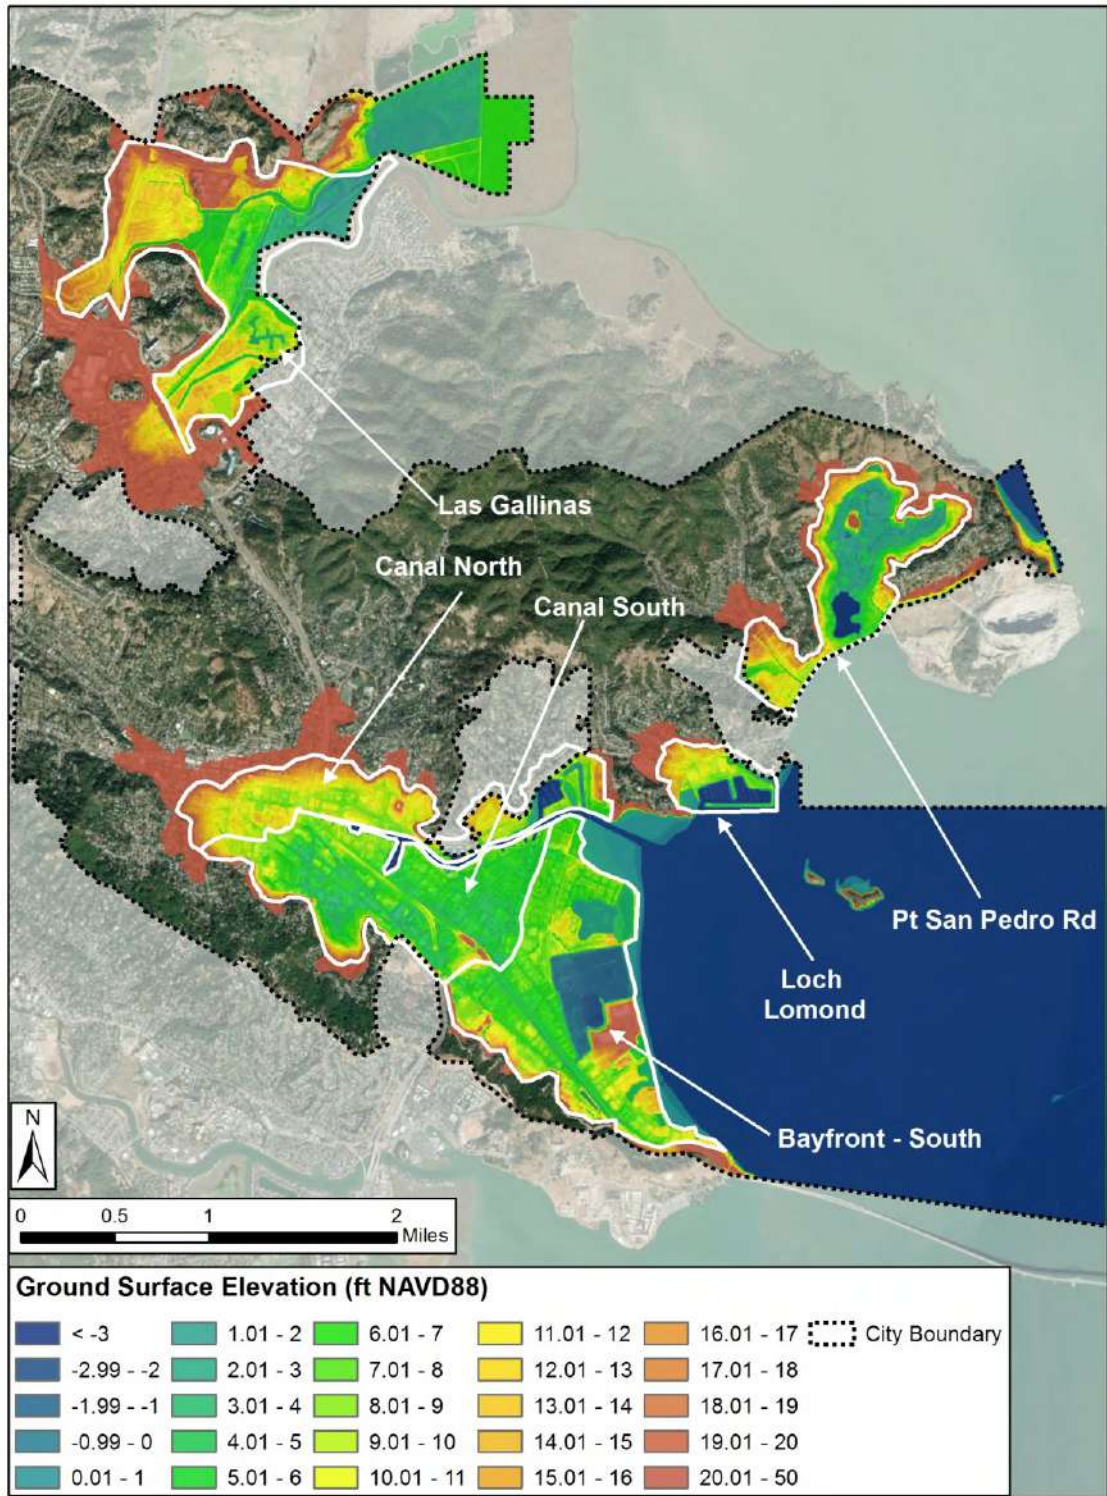 Las Gallinas
Canal North
Canal South
Pt San Pedro Rd
Loch
Lomond
Bayfront - South
N
0 0.5 1 2
Miles
Ground Surface Elevation (ft NAVD88)
< -3 1.01 - 2 6.01 - 7 11.01 - 12 16.01 - 17 City Boundary
-2.99 - -2 2.01 - 3 7.01 - 8 12.01 - 13 17.01 - 18
-1.99 - -1 3.01 - 4 8.01 - 9 13.01 - 14 18.01 - 19
-0.99 - 0 4.01 - 5 9.01 - 10 14.01 - 15 19.01 - 20
0.01 - 1 5.01 - 6 10.01 - 11 15.01 - 16 20.01 - 50